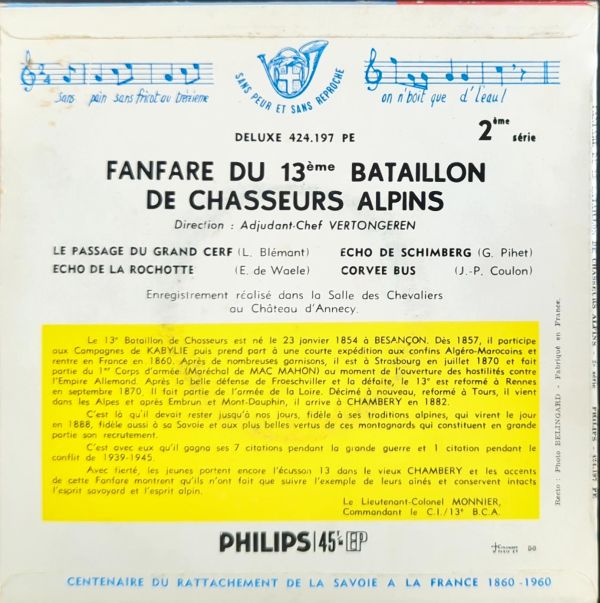 Sans pain sans fricot au treizième
SANS PEUR ET SANS REPROCHE
on n'boit que d'l'eau!
DELUXE 424.197 PE
2ème série
FANFARE DU 13ème BATAILLON
DE CHASSEURS ALPINS
Direction : Adjudant-Chef VERTONGEREN
LE PASSAGE DU GRAND CERF (L. Blémant) ECHO DE SCHIMBERG (G. Pihet)
ECHO DE LA ROCHOTTE (E. de Waele) CORVEE BUS (J.-P. Coulon)
Enregistrement réalisé dans la Salle des Chevaliers
au Château d'Annecy.
Le 13e Bataillon de Chasseurs est né le 23 janvier 1854 à BESANÇON. Dès 1857, il participe
aux Campagnes de KABYLIE puis prend part à une courte expédition aux confins Algéro-Marocains et
rentre en France en 1860. Après de nombreuses garnisons, il est à Strasbourg en juillet 1870 et fait
partie du 1er Corps d'armée (Maréchal de MAC MAHON) au moment de l'ouverture des hostilités contre
l'Empire Allemand. Après la belle défense de Froeschviller et la défaite, le 13e est reformé à Rennes
en septembre 1870. Il fait partie de l'armée de la Loire. Décimé à nouveau, reformé à Tours, il vient
dans les Alpes et après Embrun et Mont-Dauphin, il arrive à CHAMBERY en 1882.
C'est là qu'il devait rester jusqu'à nos jours, fidèle à ses traditions alpines, qui virent le jour
en 1888, fidèle aussi à sa Savoie et aux plus belles vertus de ces montagnards qui constituent en grande
partie son recrutement.
C'est avec eux qu'il gagna ses 7 citations pendant la grande guerre et 1 citation pendant le
conflit de 1939-1945.
Avec fierté, les jeunes portent encore l'écusson 13 dans le vieux CHAMBERY et les accents
de cette Fanfare montrent qu'ils n'ont fait que suivre l'exemple de leurs aînés et conservent intacts
l'esprit savoyard et l'esprit alpin.
Le Lieutenant-Colonel MONNIER,
Commandant le C.I./13e B.C.A.
PHILIPS 45t. EP
CENTENAIRE DU RATTACHEMENT DE LA SAVOIE A LA FRANCE 1860-1960
Recto : Photo BELINGARD - Fabriqué en France.